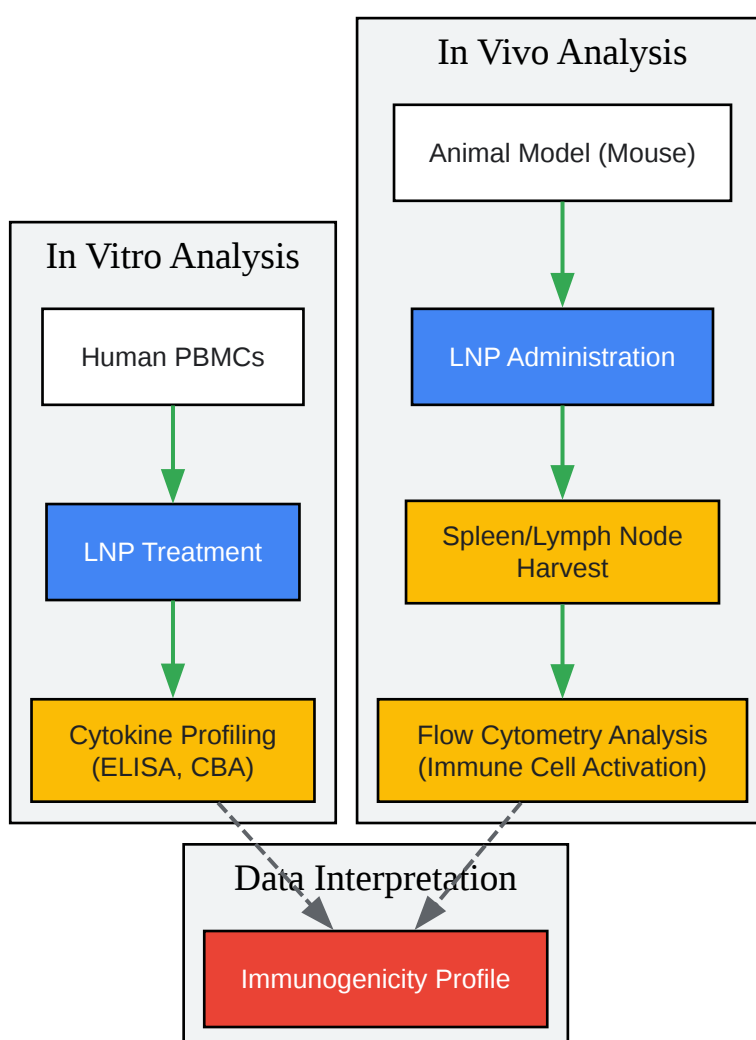 In Vitro Analysis
Human PBMCs
LNP Treatment
Cytokine Profiling
(ELISA, CBA)
In Vivo Analysis
Animal Model (Mouse)
LNP Administration
Spleen/Lymph Node
Harvest
Flow Cytometry Analysis
(Immune Cell Activation)
Data Interpretation
Immunogenicity Profile